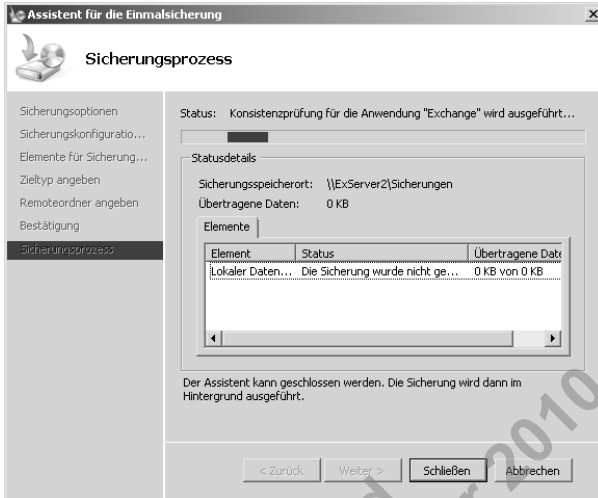 Assistent für die Einmalsicherung
Sicherungsprozess
Sicherungsoptionen
Sicherungskonfiguratio...
Elemente für Sicherung...
Zieltyp angeben
Remoteordner angeben
Bestätigung
Sicherungsprozess
Status: Konsistenzprüfung für die Anwendung "Exchange" wird ausgeführt...
Statusdetails
Sicherungsspeicherort: \\ExServer2\Sicherungen
Übertragene Daten: 0 KB
Elemente
Element Status Übertragene Date
Lokaler Daten... Die Sicherung wurde nicht ge... 0 KB von 0 KB
Der Assistent kann geschlossen werden. Die Sicherung wird dann im
Hintergrund ausgeführt.
< Zurück Weiter > Schließen Abbrechen
2010